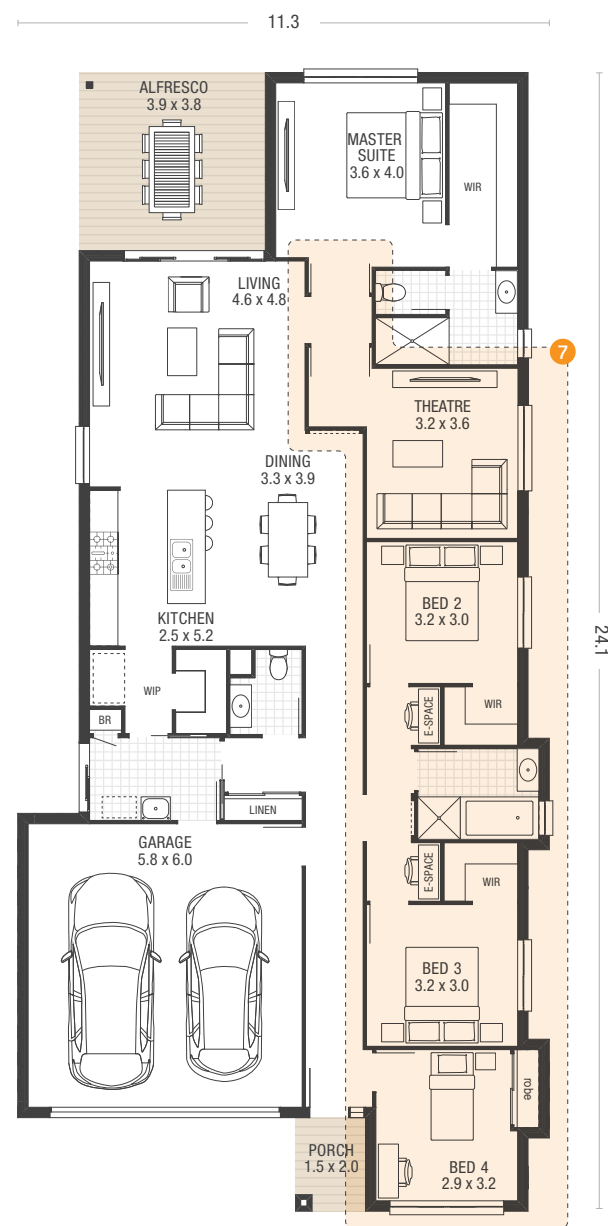 11.3
ALFRESCO
3.9 x 3.8
MASTER
SUITE
3.6 x 4.0
WIR
LIVING
4.6 x 4.8
7
THEATRE
3.2 x 3.6
DINING
3.3 x 3.9
BED 2
3.2 x 3.0
KITCHEN
2.5 x 5.2
24.1
WIP
WIR
E-SPACE
BR
LINEN
GARAGE
5.8 x 6.0
E-SPACE
WIR
BED 3
3.2 x 3.0
robe
PORCH
1.5 x 2.0
BED 4
2.9 x 3.2